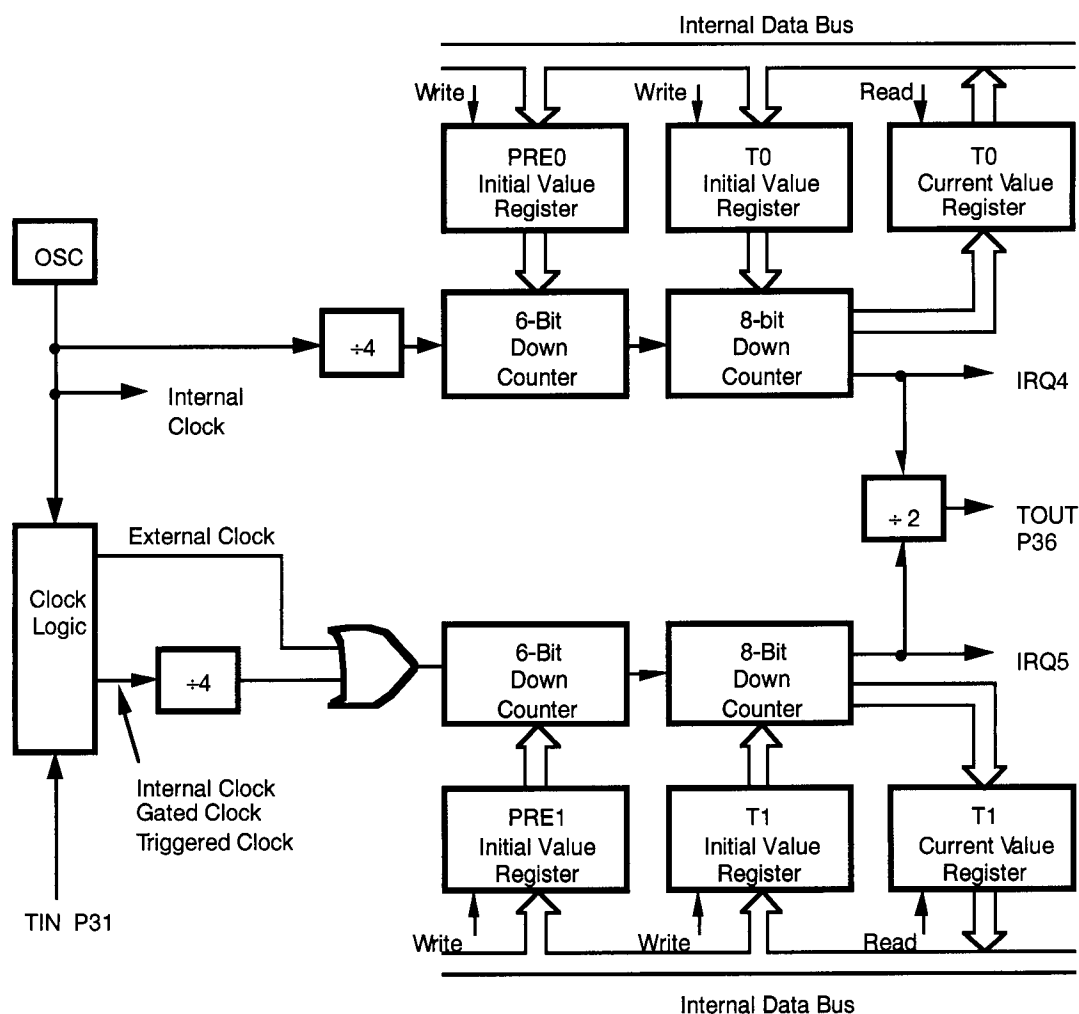 Internal Data Bus
Write
Write
Read
PRE0
Initial Value
Register
T0
Initial Value
Register
T0
Current Value
Register
OSC
÷4
6-Bit
Down
Counter
8-bit
Down
Counter
Internal
Clock
IRQ4
÷ 2
TOUT
P36
External Clock
Clock
Logic
÷4
6-Bit
Down
Counter
8-Bit
Down
Counter
IRQ5
Internal Clock
Gated Clock
Triggered Clock
PRE1
Initial Value
Register
T1
Initial Value
Register
T1
Current Value
Register
TIN P31
Write
Write
Read
Internal Data Bus